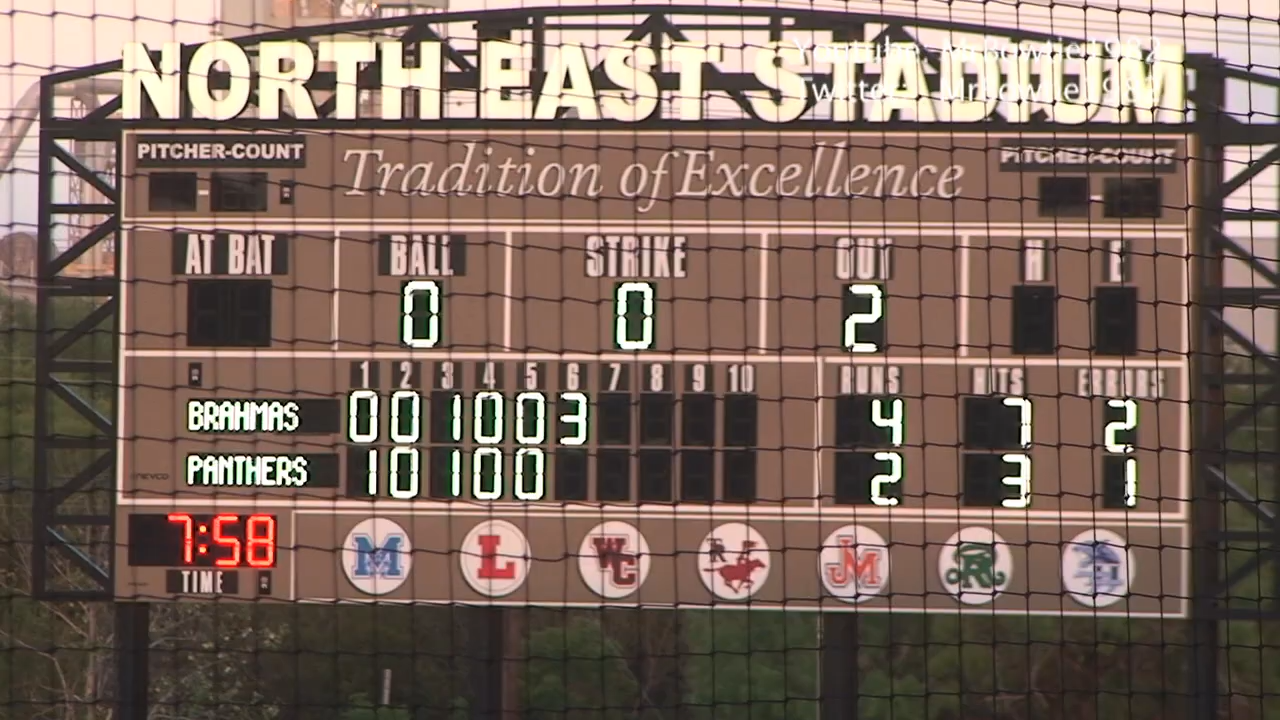 NORTH EAST STADIUM
Youtube: MrRowlie1982
PITCHER-COUNT
Tradition of Excellence
PITCHER-COUNT
AT BAT BALL STRIKE OUT H E
0 0 2
1 2 3 4 5 6 7 8 9 10 RUNS HITS ERRORS
BRAHMAS 0 0 1 0 0 3 4 7 2
PANTHERS 1 0 1 0 0 2 3 1
7:58
TIME
M L WC R JM R